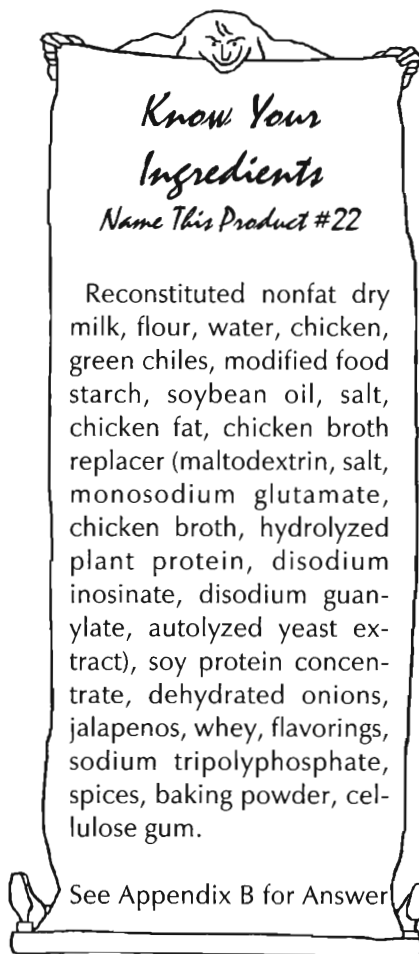 Know Your
Ingredients
Name This Product #22
Reconstituted nonfat dry
milk, flour, water, chicken,
green chiles, modified food
starch, soybean oil, salt,
chicken fat, chicken broth
replacer (maltodextrin, salt,
monosodium glutamate,
chicken broth, hydrolyzed
plant protein, disodium
inosinate, disodium guan-
ylate, autolyzed yeast ex-
tract), soy protein concen-
trate, dehydrated onions,
jalapenos, whey, flavorings,
sodium tripolyphosphate,
spices, baking powder, cel-
lulose gum.
See Appendix B for Answer